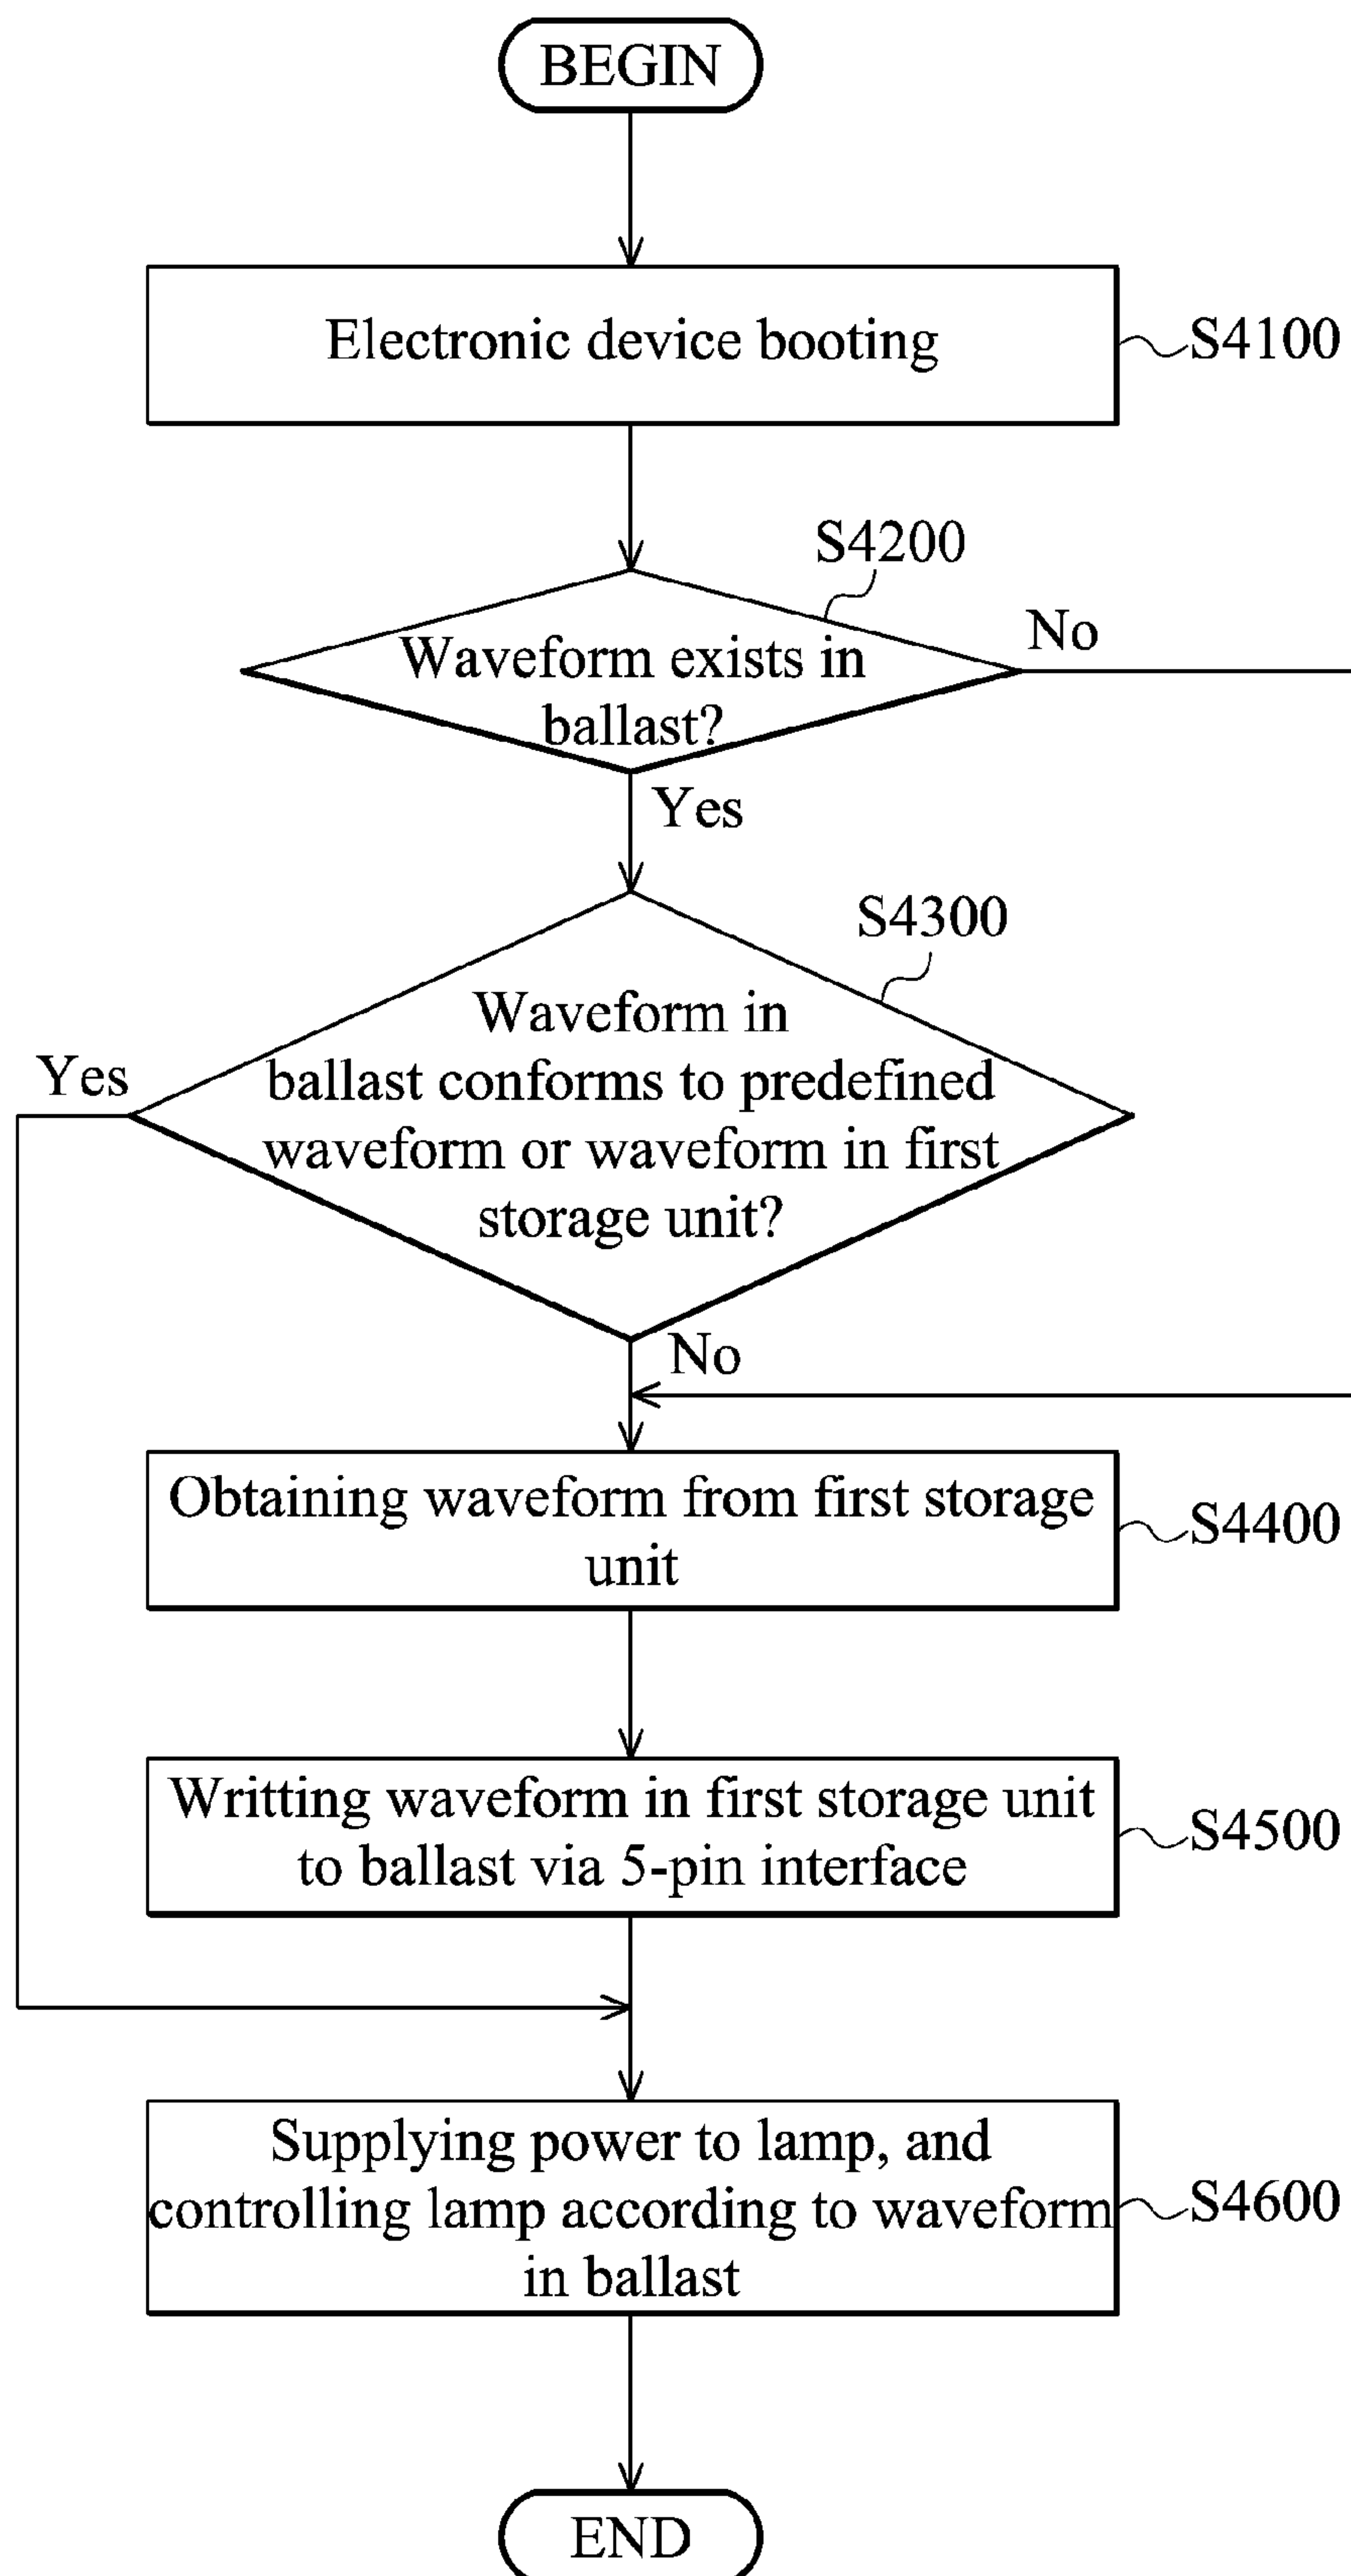 BEGIN
Electronic device booting
S4100
S4200
Waveform exists in
ballast?
No
Yes
S4300
Waveform in
ballast conforms to predefined
waveform or waveform in first
storage unit?
Yes
No
Obtaining waveform from first storage
unit
S4400
Writting waveform in first storage unit
to ballast via 5-pin interface
S4500
Supplying power to lamp, and
controlling lamp according to waveform
in ballast
S4600
END